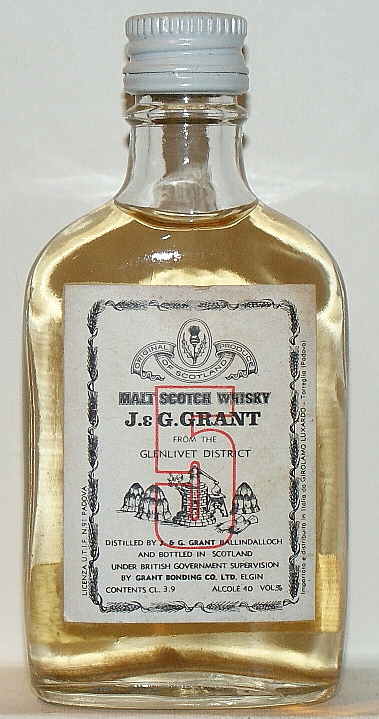 ORIGINAL PRODUCE
OF SCOTLAND
MALT SCOTCH WHISKY
J.& G.GRANT
FROM THE
GLENLIVET DISTRICT
5
DISTILLED BY J. & G. GRANT BALLINDALLOCH
AND BOTTLED IN SCOTLAND
UNDER BRITISH GOVERNMENT SUPERVISION
BY GRANT BONDING CO. LTD. ELGIN
CONTENTS CL. 3.9 ALCOLE 40 VOL.%
LICENZA U.T.I.F. N.91 PADOVA
Importato e distribuito in Italia da GIROLAMO LUXARDO - Torreglia (Padova)